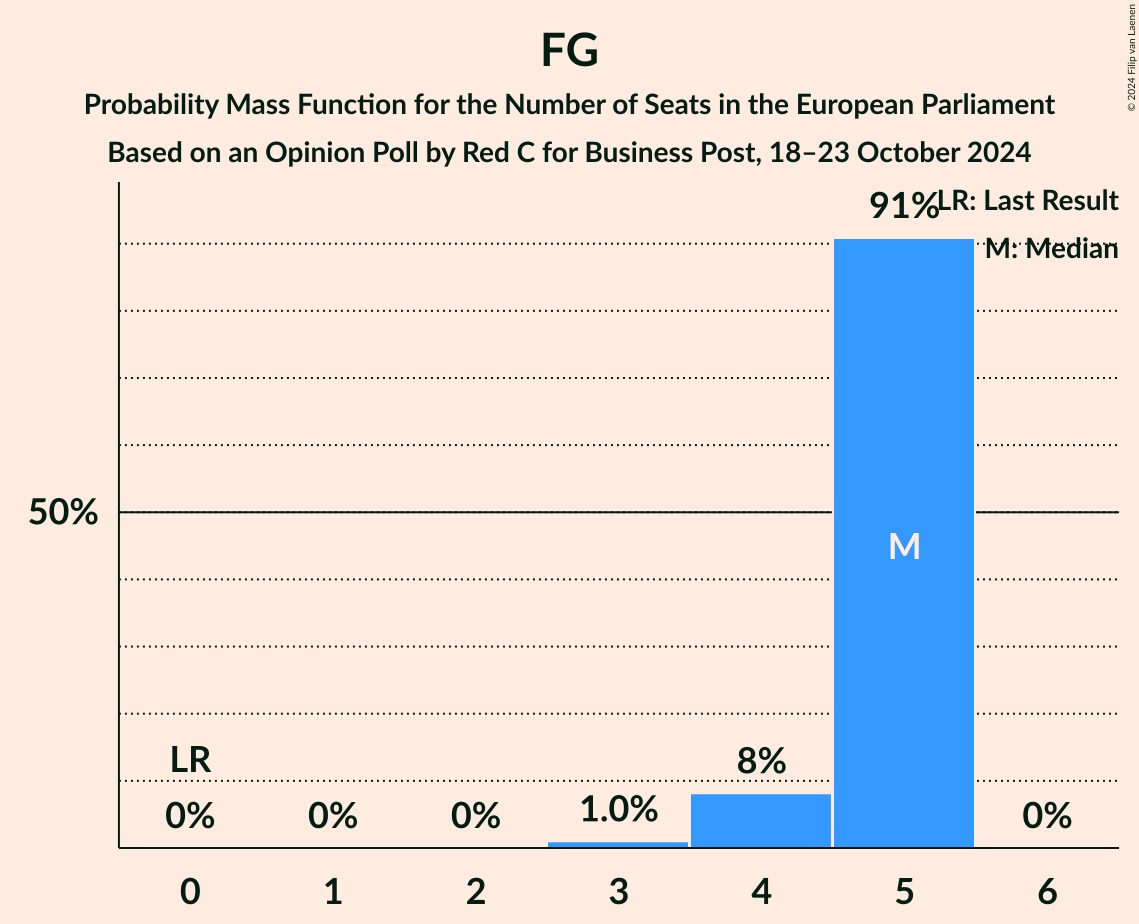 FG
Probability Mass Function for the Number of Seats in the European Parliament
Based on an Opinion Poll by Red C for Business Post, 18–23 October 2024
© 2024 Filip van Laenen
LR: Last Result
M: Median
91%
50%
M
LR
8%
1.0%
0% 0% 0% 0%
0 1 2 3 4 5 6